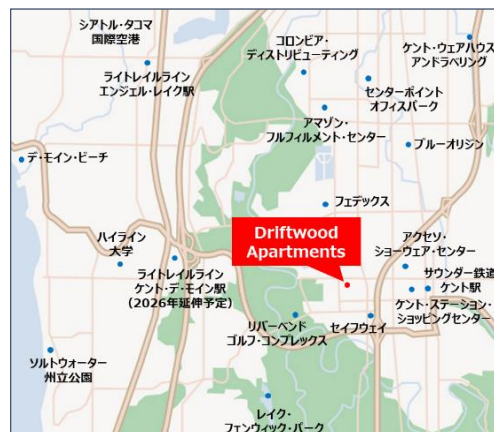 シアトル・タコマ
国際空港
ライトレイルライン
エンジェル・レイク駅
コロンビア・
ディストリビューティング
ケント・ウェアハウス
アンドラベリング
センターポイント
オフィスパーク
アマゾン・
フルフィルメント・センター
ブルーオリジン
デ・モイン・ビーチ
フェデックス
Driftwood
Apartments
ハイライン
大学
ライトレイルライン
ケント・デ・モイン駅
(2026年延伸予定)
アクセソ・
ショーウェア・センター
サウンダー鉄道
ケント駅
ケント・ステーション・
ショッピングセンター
リバーベンド
ゴルフ・コンプレックス
セイフウェイ
ソルトウォーター
州立公園
レイク・
フェンウィック・パーク